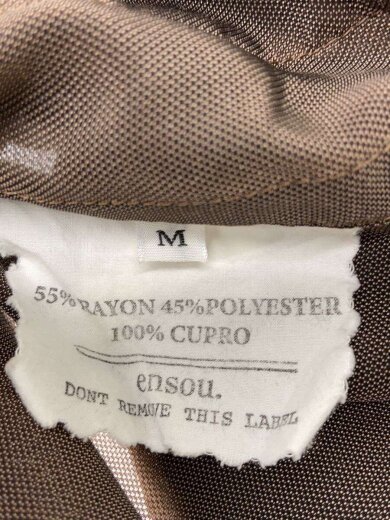 M
55% RAYON 45%POLYESTER
100% CUPRO
ensou.
DONT REMOVE THIS LABEL